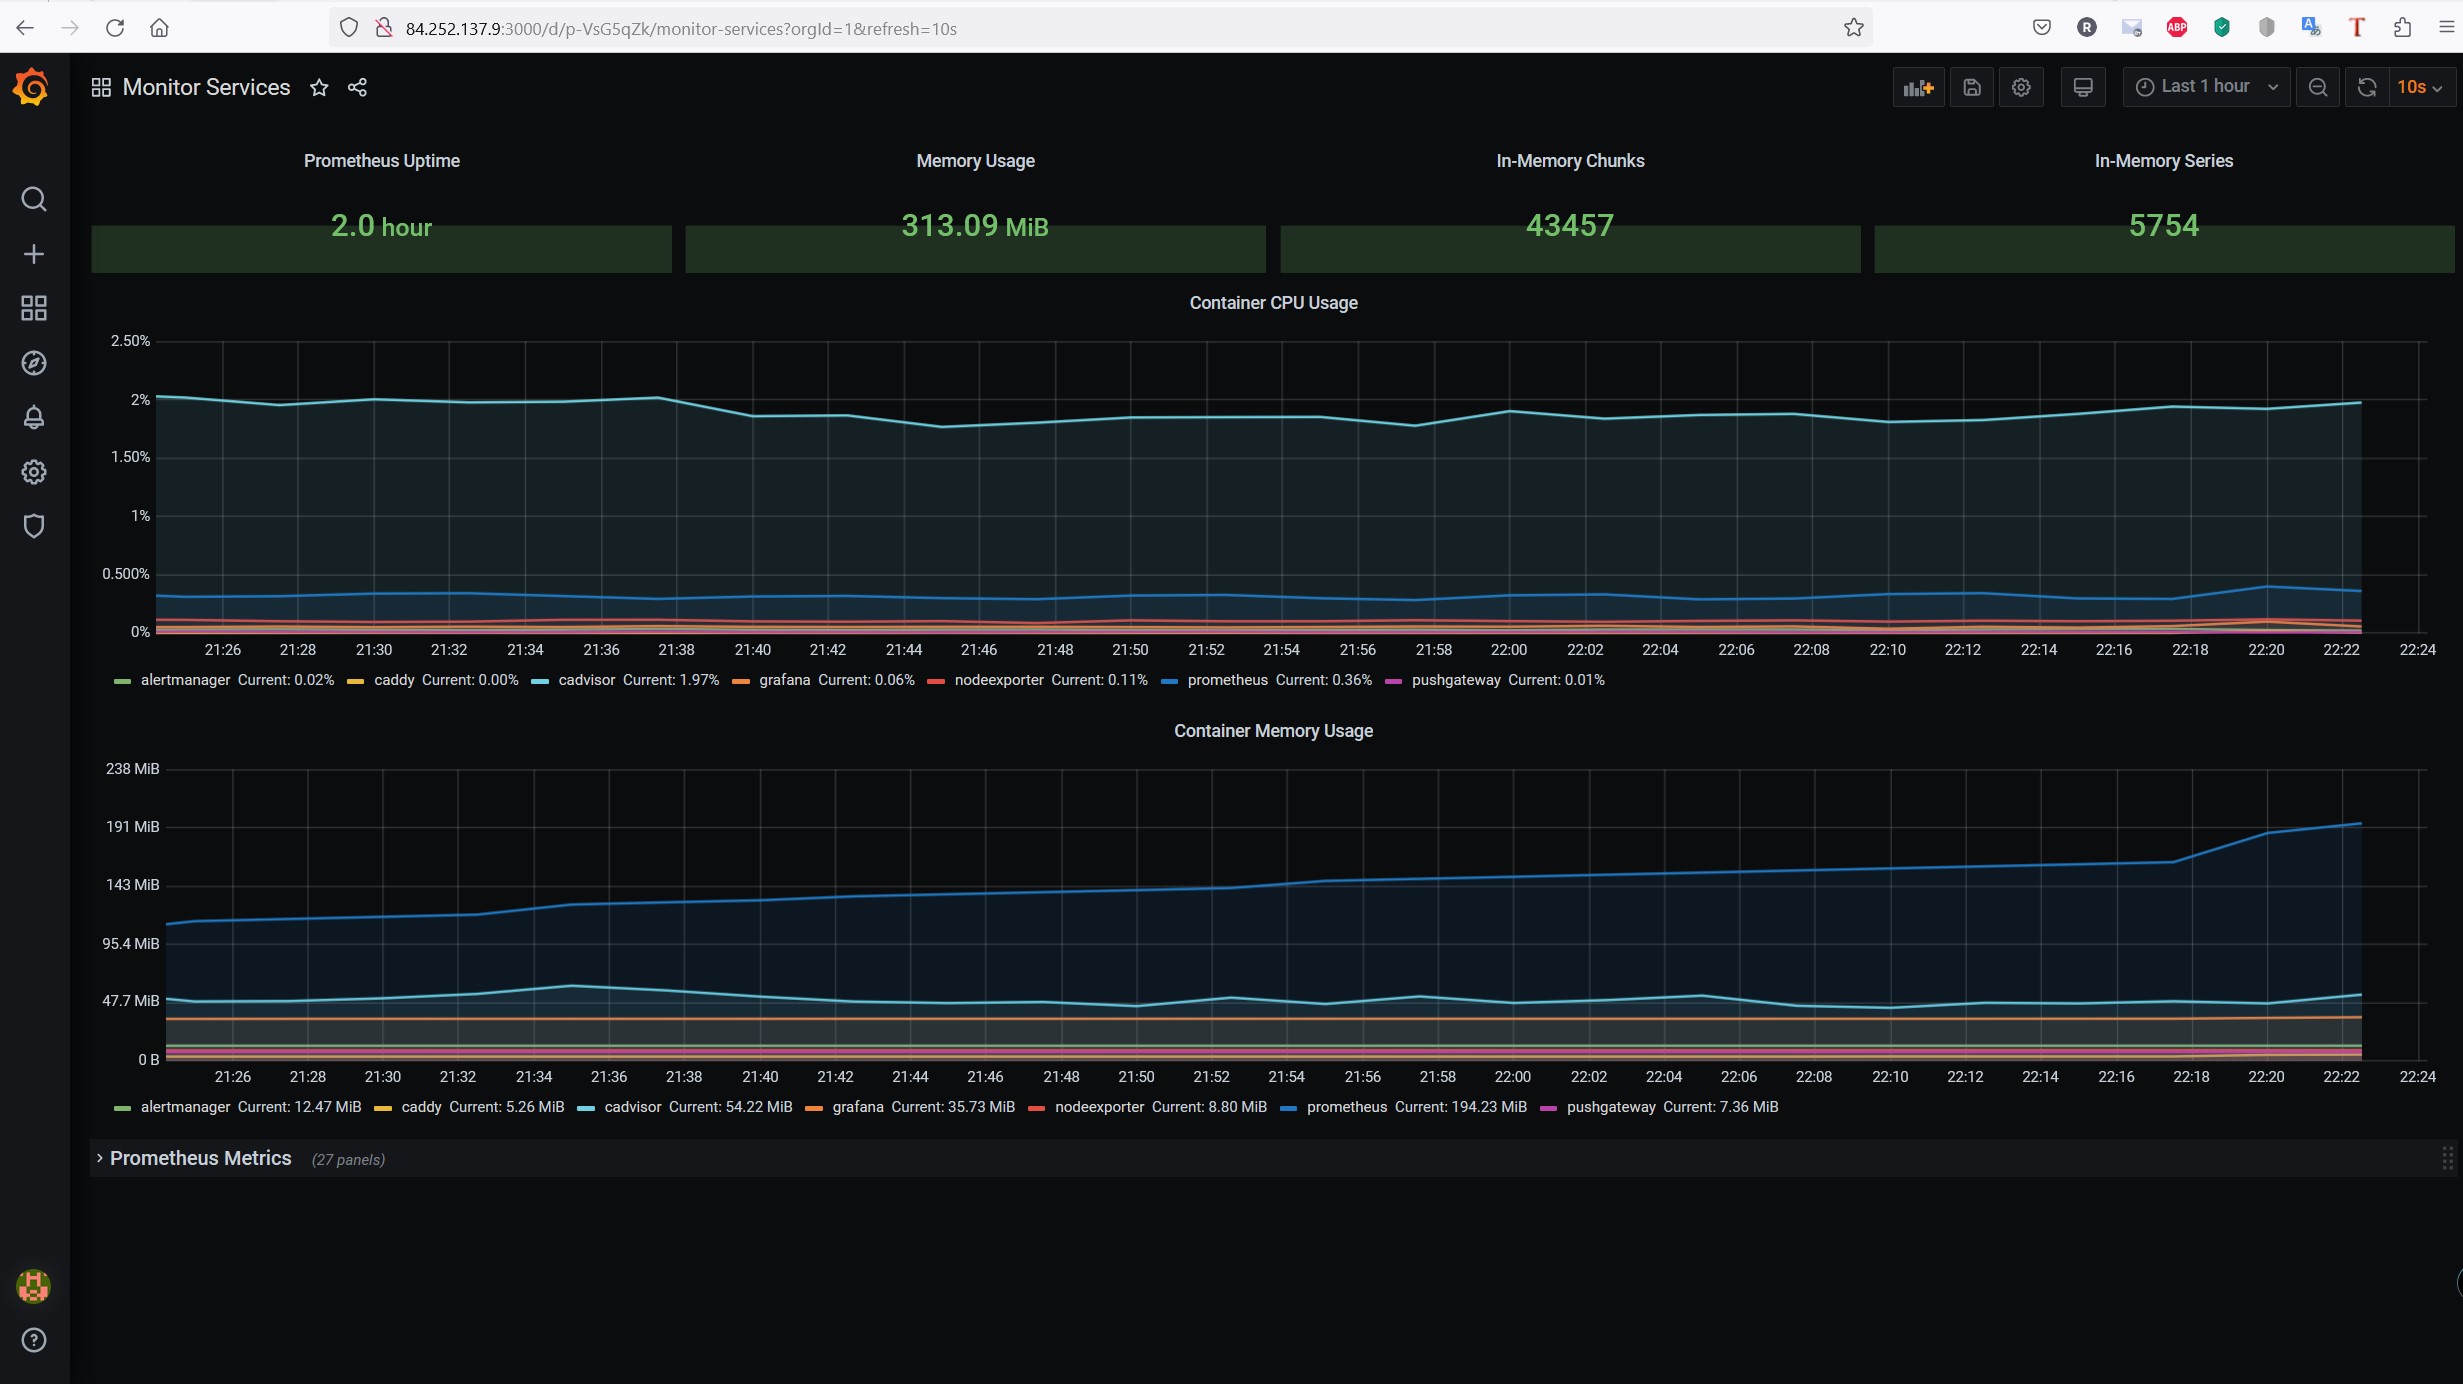 84.252.137.9:3000/d/p-VsG5qZk/monitor-services?orgId=1&refresh=10s
R
ABP
A
T
Monitor Services
Last 1 hour
10s
Prometheus Uptime
Memory Usage
In-Memory Chunks
In-Memory Series
2.0 hour
313.09 MiB
43457
5754
Container CPU Usage
2.50%
2%
1.50%
1%
0.500%
0%
21:26 21:28 21:30 21:32 21:34 21:36 21:38 21:40 21:42 21:44 21:46 21:48 21:50 21:52 21:54 21:56 21:58 22:00 22:02 22:04 22:06 22:08 22:10 22:12 22:14 22:16 22:18 22:20 22:22 22:24
alertmanager Current: 0.02% caddy Current: 0.00% cadvisor Current: 1.97% grafana Current: 0.06% nodeexporter Current: 0.11% prometheus Current: 0.36% pushgateway Current: 0.01%
Container Memory Usage
238 MiB
191 MiB
143 MiB
95.4 MiB
47.7 MiB
0 B
21:26 21:28 21:30 21:32 21:34 21:36 21:38 21:40 21:42 21:44 21:46 21:48 21:50 21:52 21:54 21:56 21:58 22:00 22:02 22:04 22:06 22:08 22:10 22:12 22:14 22:16 22:18 22:20 22:22 22:24
alertmanager Current: 12.47 MiB caddy Current: 5.26 MiB cadvisor Current: 54.22 MiB grafana Current: 35.73 MiB nodeexporter Current: 8.80 MiB prometheus Current: 194.23 MiB pushgateway Current: 7.36 MiB
Prometheus Metrics (27 panels)